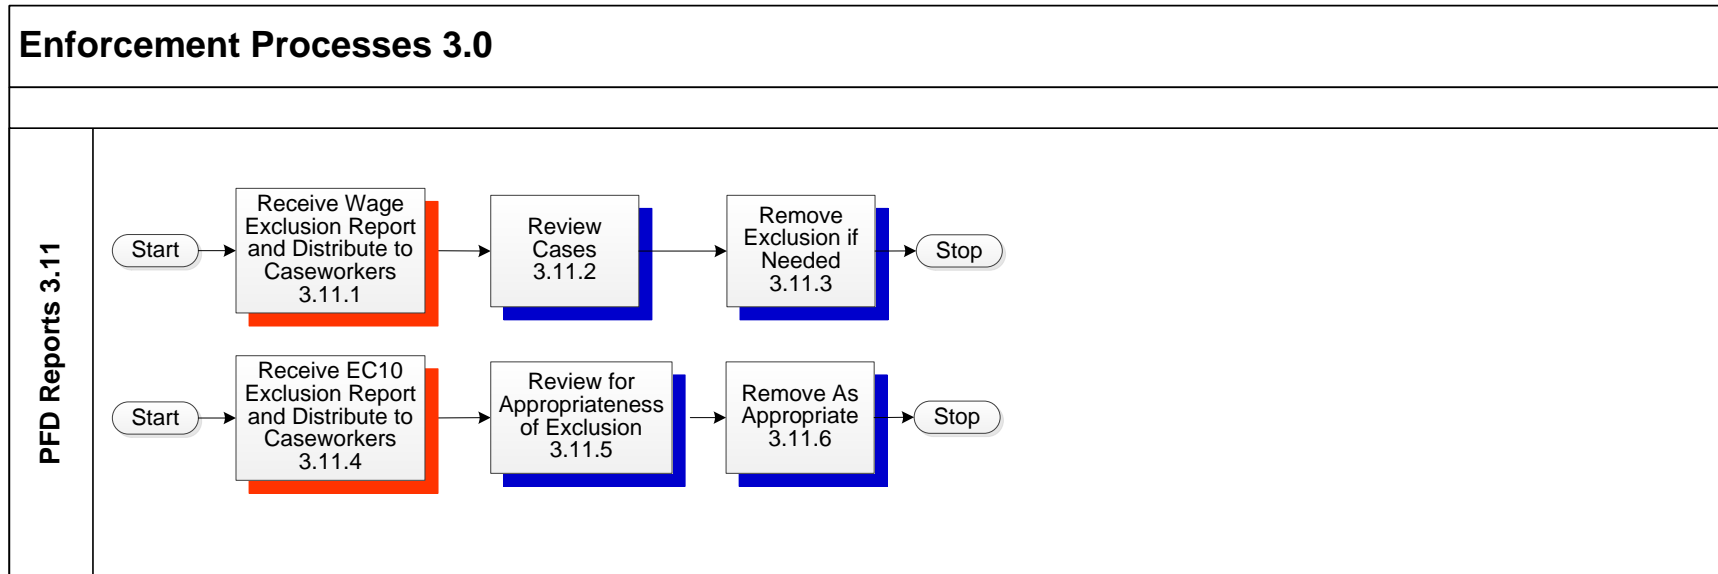 Enforcement Processes 3.0
PFD Reports 3.11
Start
Receive Wage
Exclusion Report
and Distribute to
Caseworkers
3.11.1
Review
Cases
3.11.2
Remove
Exclusion if
Needed
3.11.3
Stop
Start
Receive EC10
Exclusion Report
and Distribute to
Caseworkers
3.11.4
Review for
Appropriateness
of Exclusion
3.11.5
Remove As
Appropriate
3.11.6
Stop